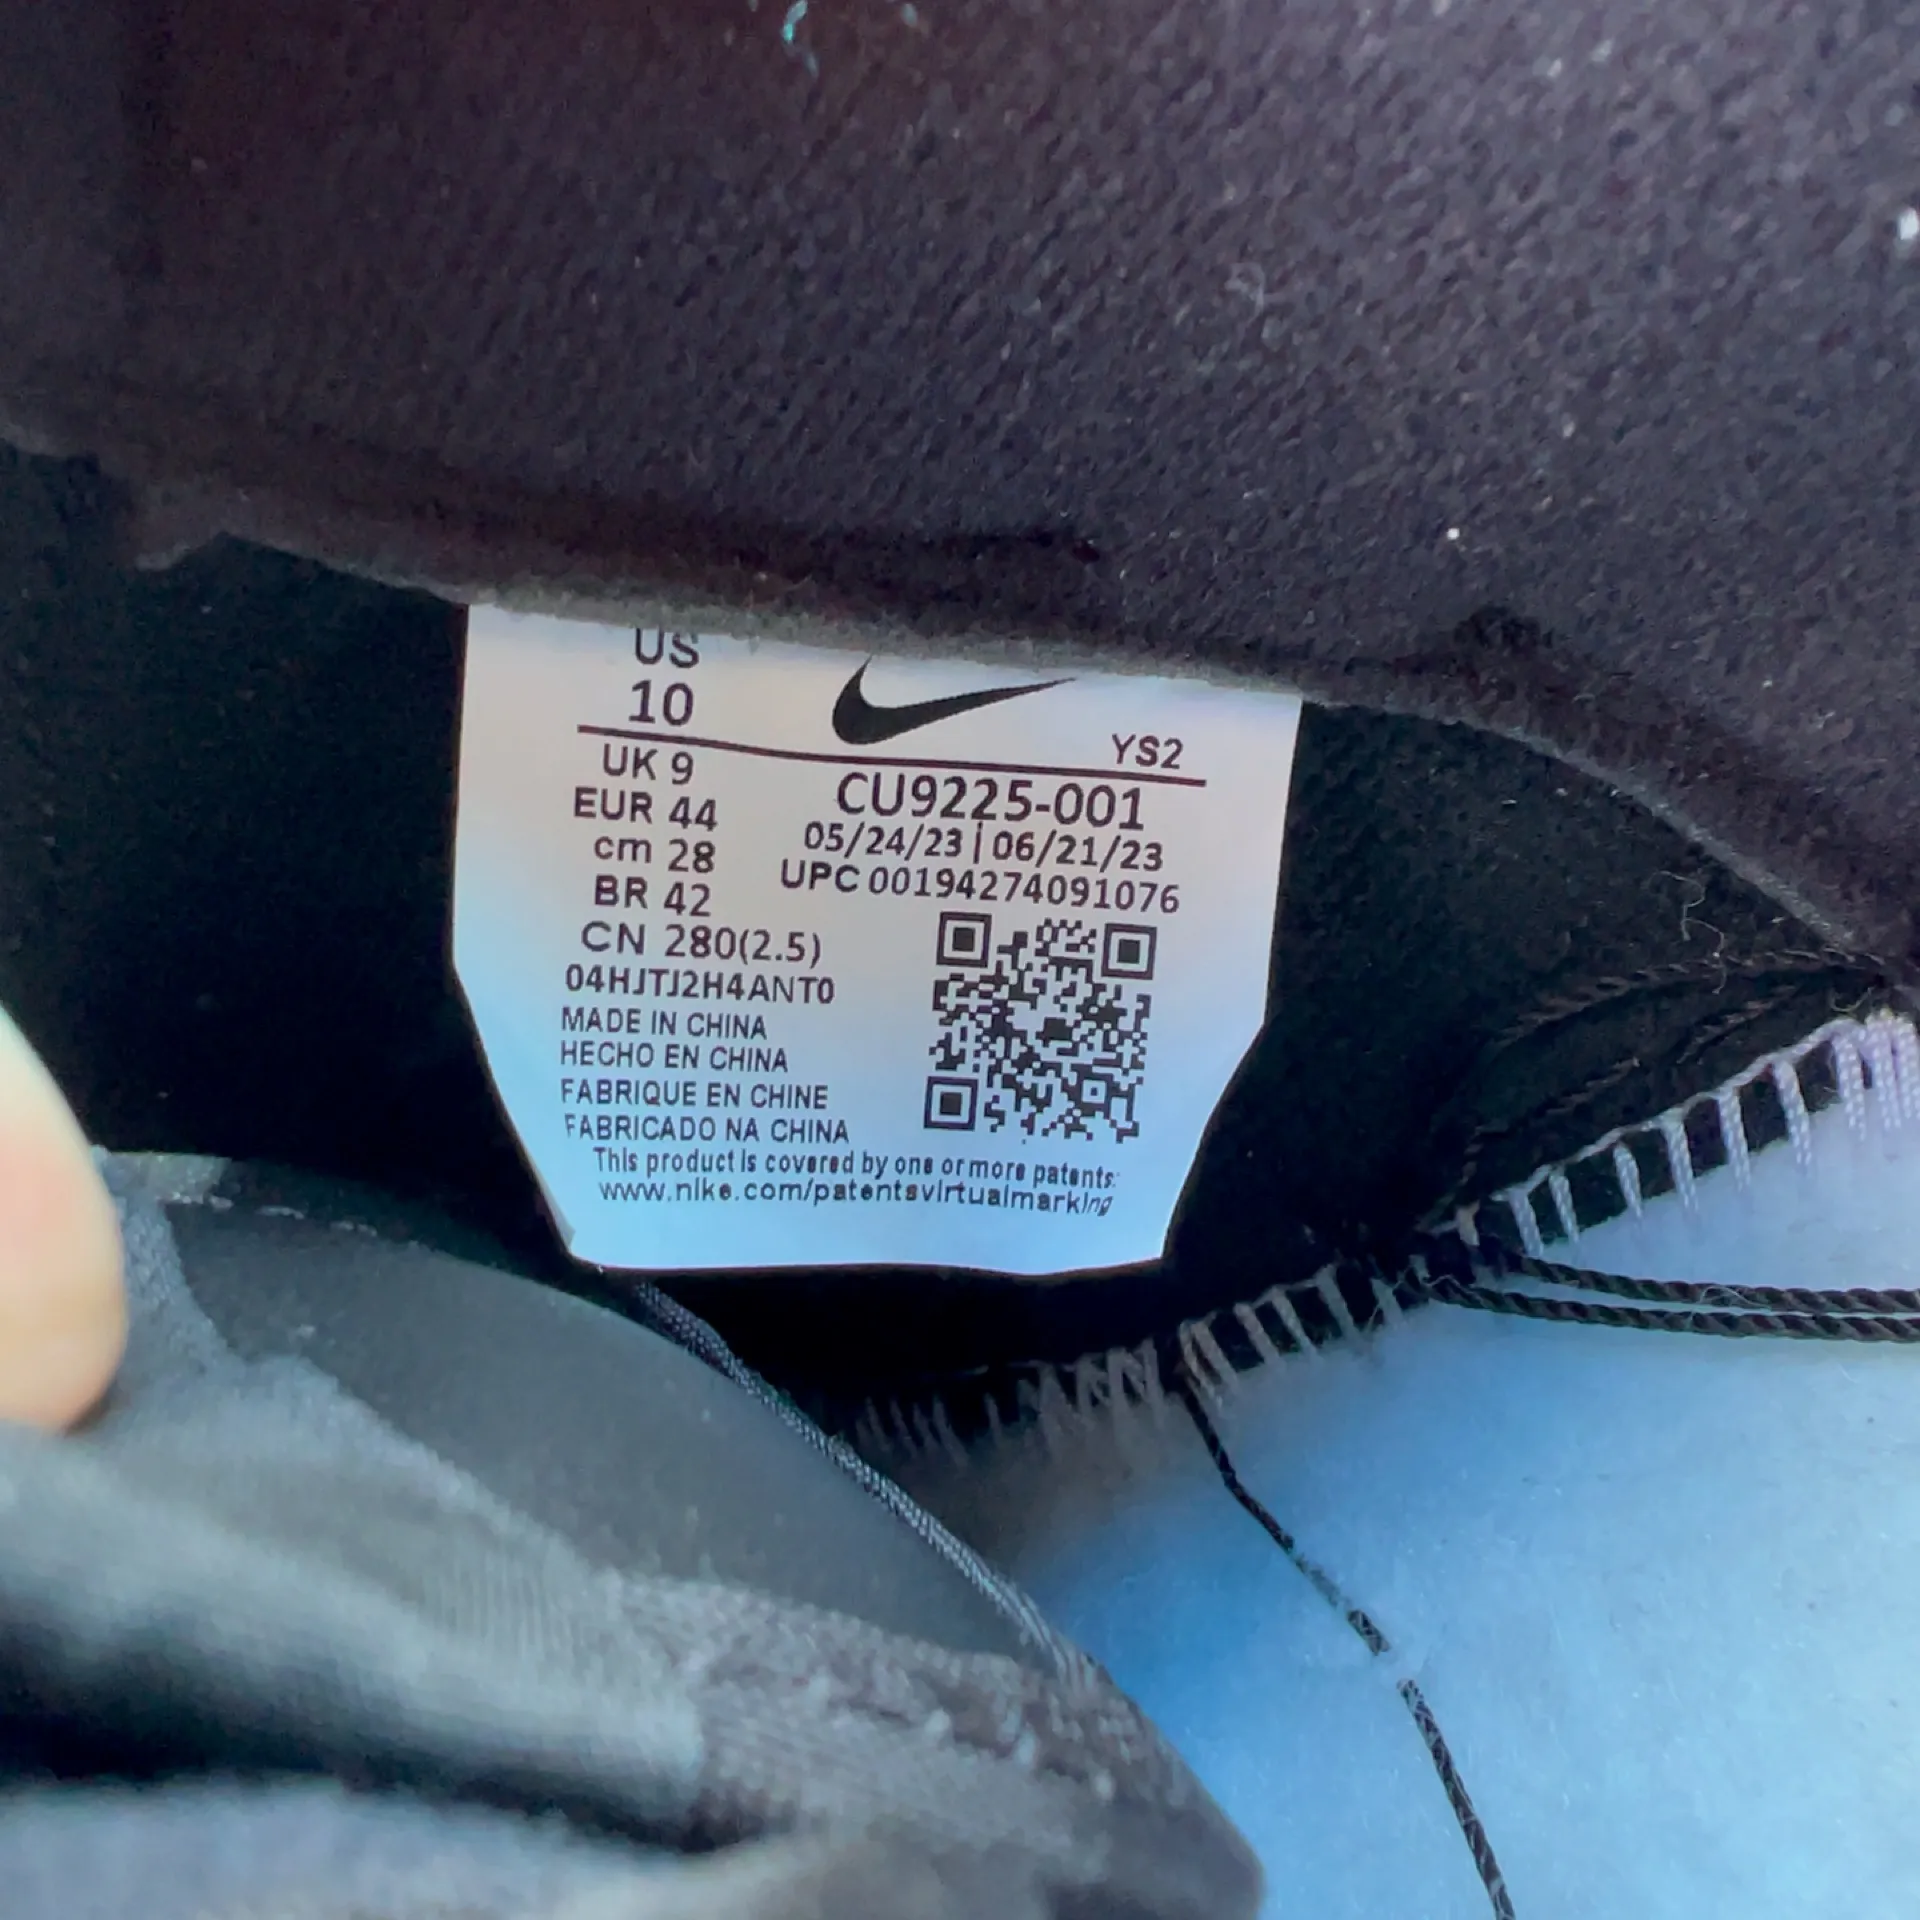 US
10
YS2
UK 9
EUR 44
cm 28
BR 42
CN 280(2.5)
CU9225-001
05/24/23 | 06/21/23
UPC 00194274091076
04HJTJ2H4ANT0
MADE IN CHINA
HECHO EN CHINA
FABRIQUE EN CHINE
FABRICADO NA CHINA
This product is covered by one or more patents:
www.nike.com/patentsvirtualmarking